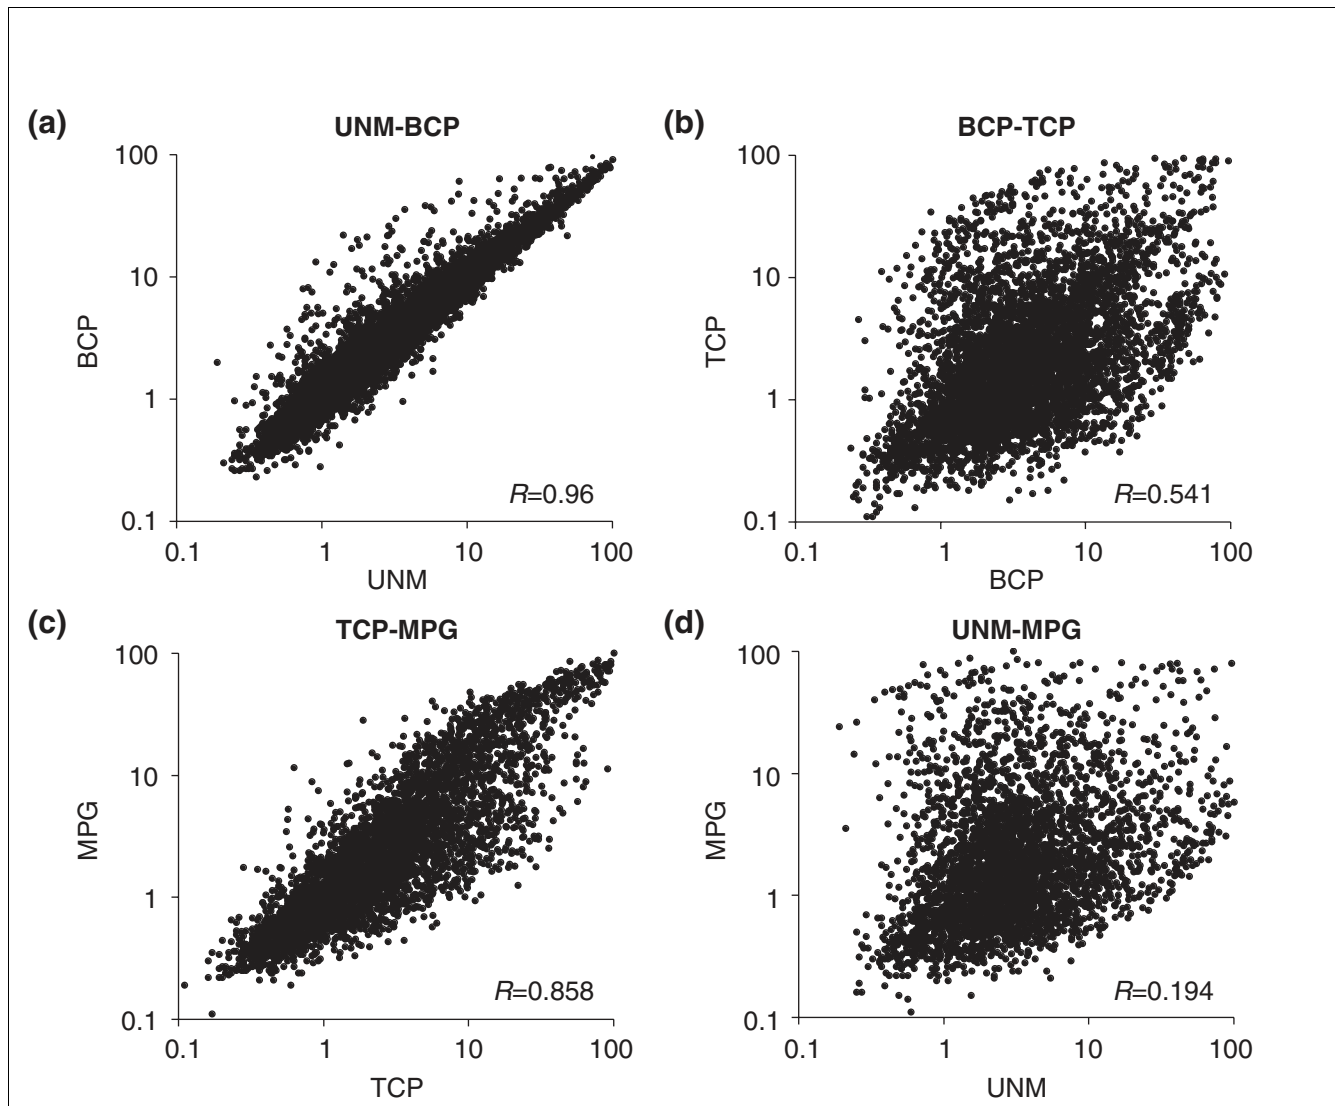 (a)
UNM-BCP
100
10
1
0.1
BCP
R=0.96
0.1 1 10 100
UNM
(b)
BCP-TCP
100
10
1
0.1
TCP
R=0.541
0.1 1 10 100
BCP
(c)
TCP-MPG
100
10
1
0.1
MPG
R=0.858
0.1 1 10 100
TCP
(d)
UNM-MPG
100
10
1
0.1
MPG
R=0.194
0.1 1 10 100
UNM